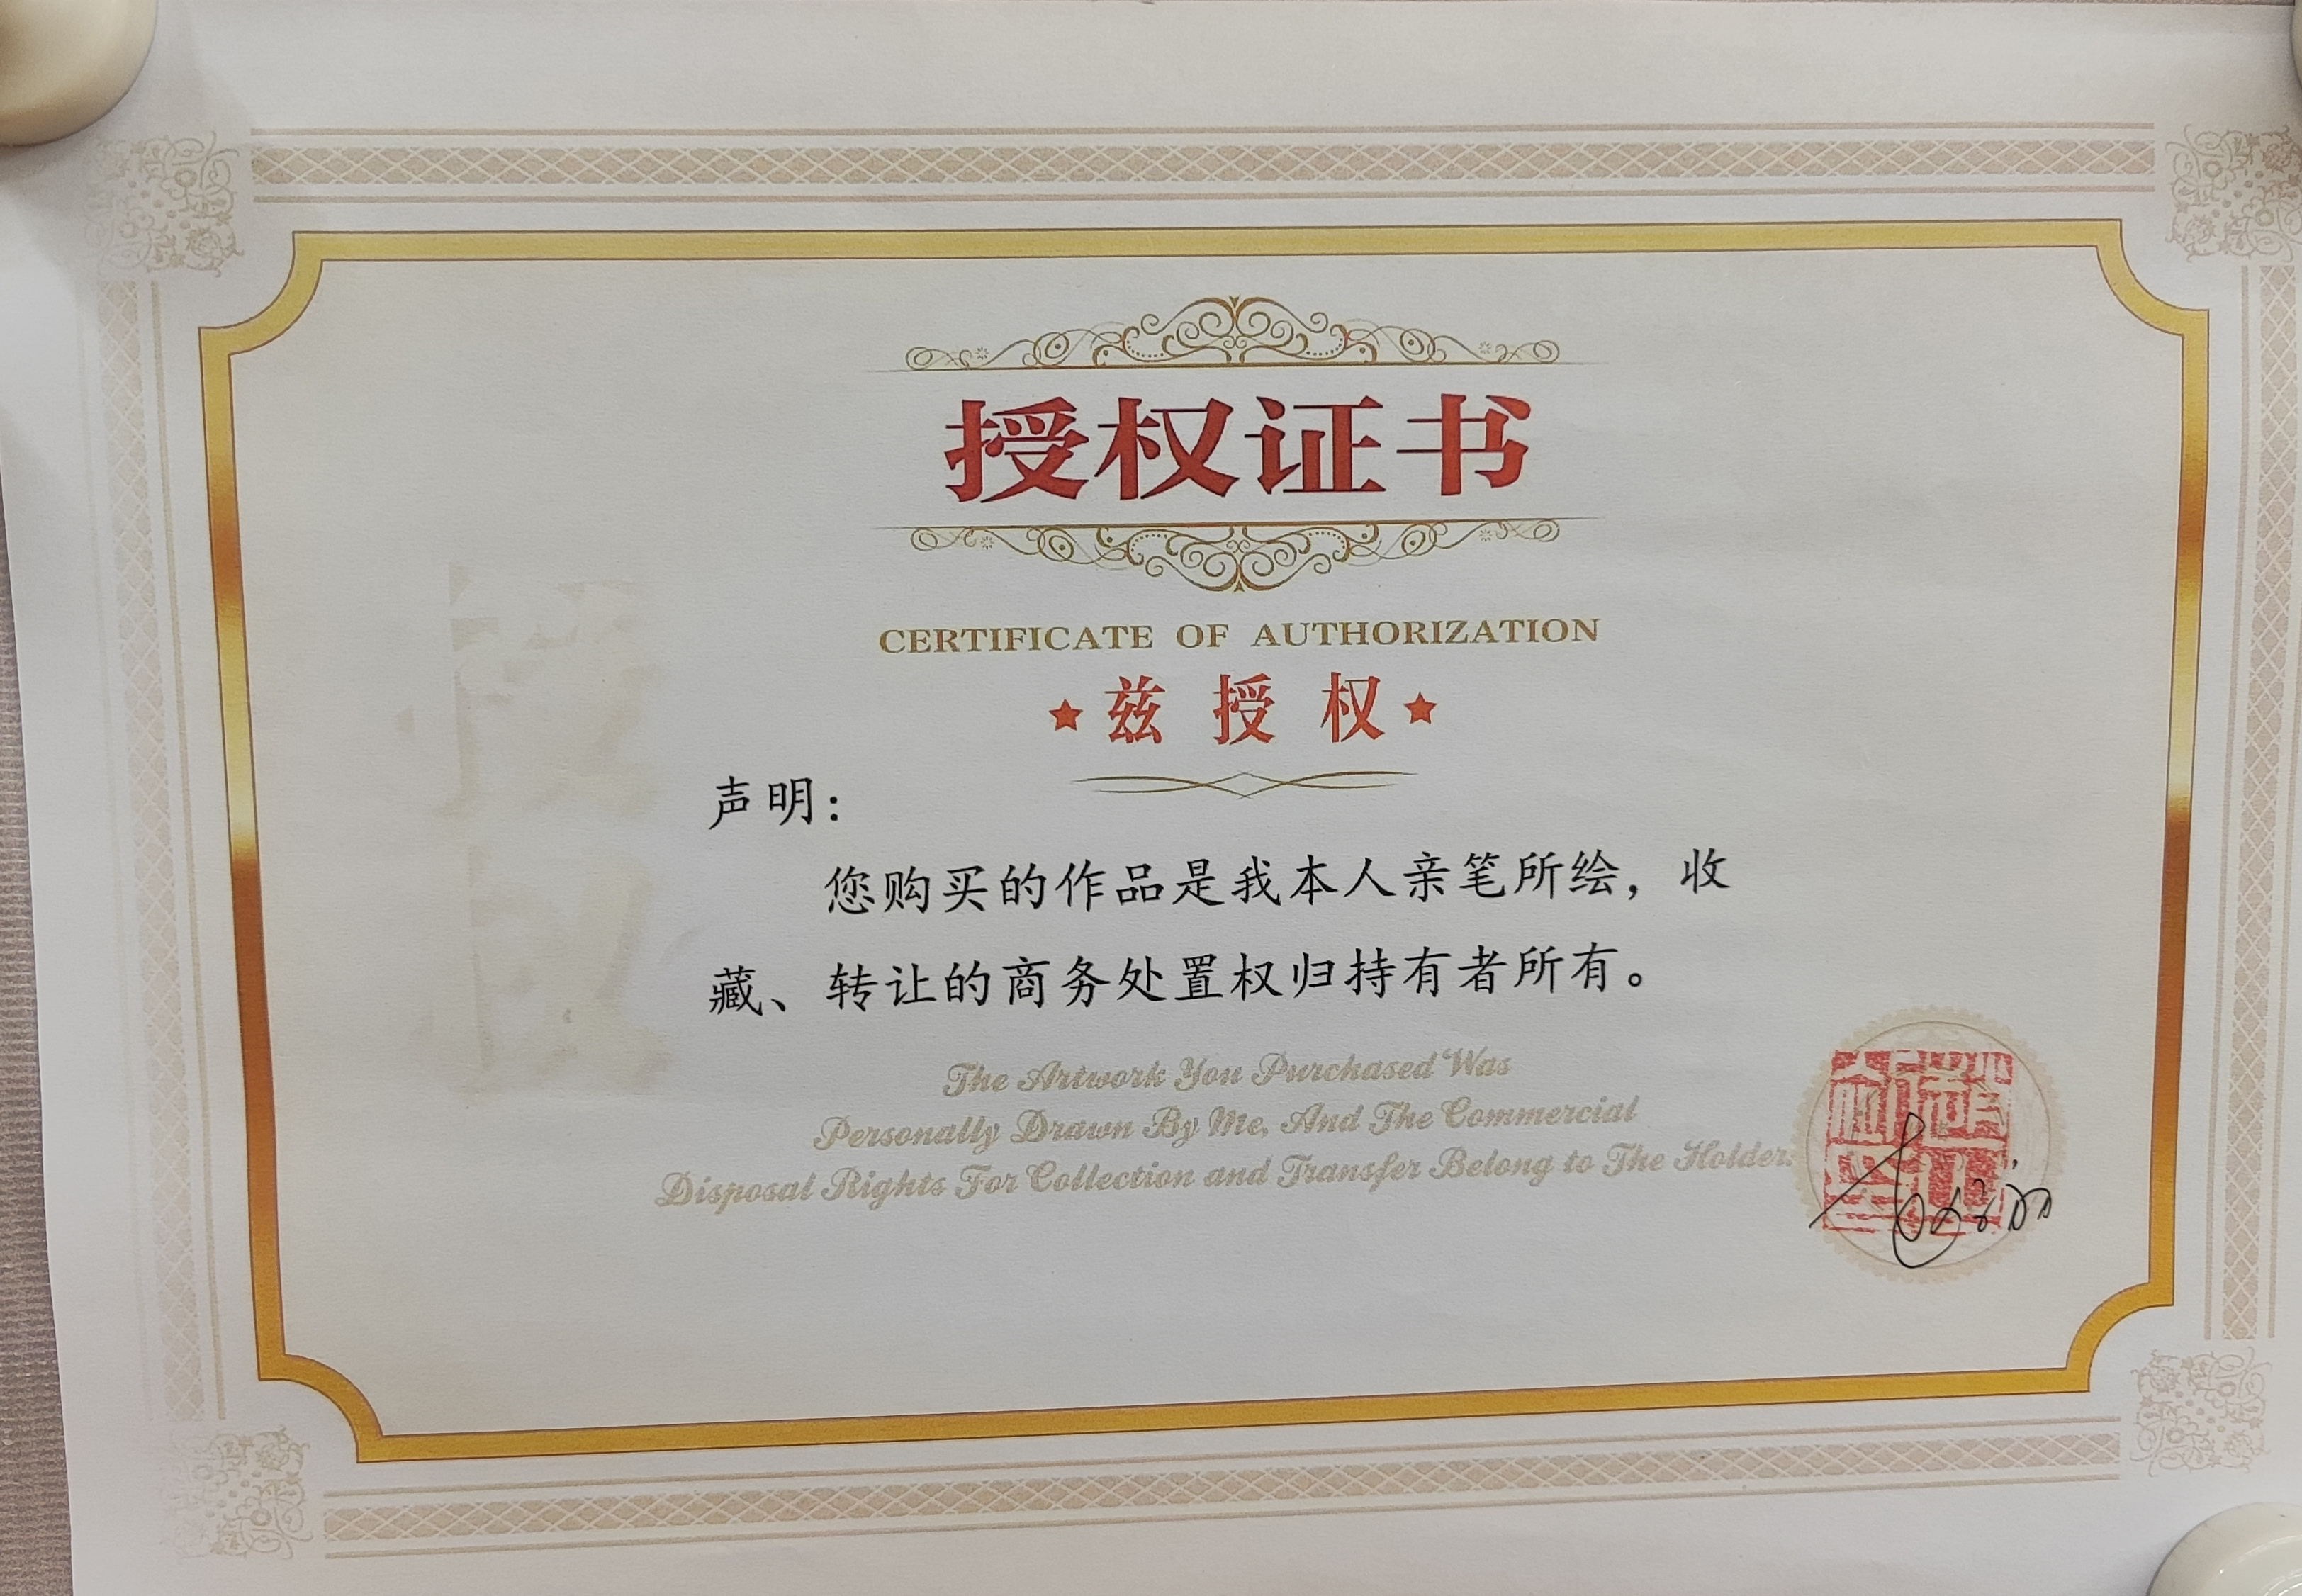 授权证书
CERTIFICATE OF AUTHORIZATION
★兹授权★
声明：
您购买的作品是我本人亲笔所绘，收
藏、转让的商务处置权归持有者所有。
The Artwork You Purchased Was
Personally Drawn By Me, And The Commercial
Disposal Rights For Collection and Transfer Belong to The Holder.
授权